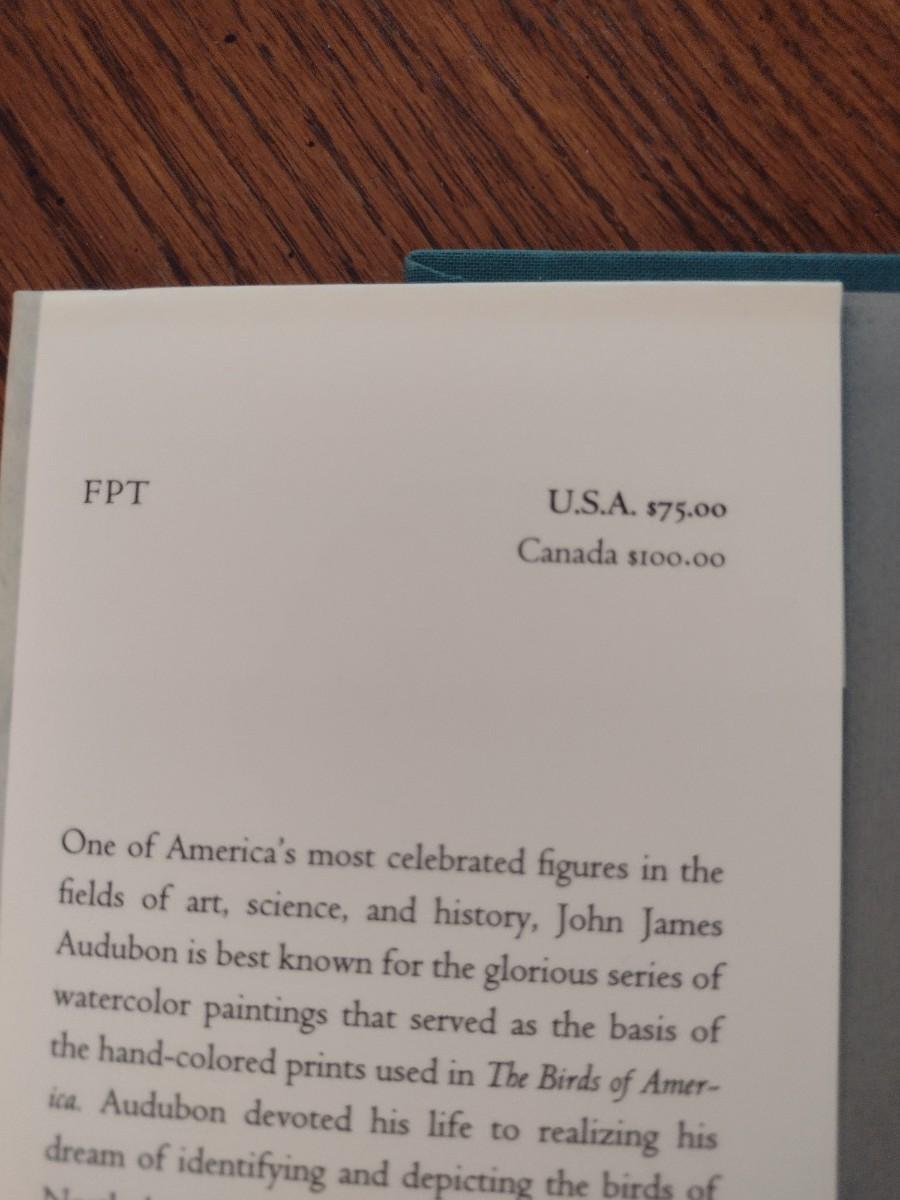 FPT
U.S.A. $75.00
Canada $100.00
One of America's most celebrated figures in the
fields of art, science, and history, John James
Audubon is best known for the glorious series of
watercolor paintings that served as the basis of
the hand-colored prints used in The Birds of Amer-
ica. Audubon devoted his life to realizing his
dream of identifying and depicting the birds of